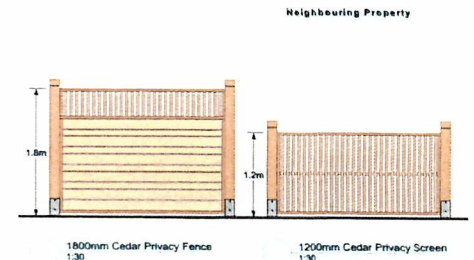 Neighbouring Property
1.8m
1.2m
1800mm Cedar Privacy Fence
1:30
1200mm Cedar Privacy Screen
1:30